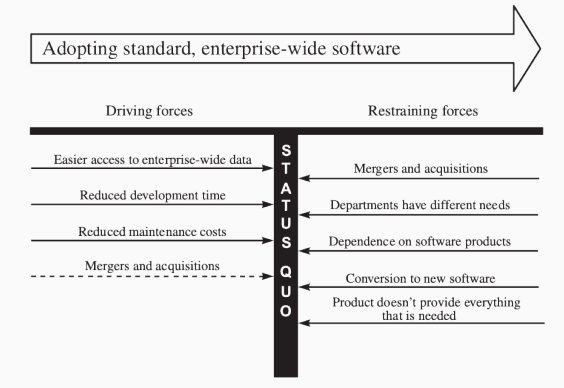 Adopting standard, enterprise-wide software
Driving forces
Restraining forces
STATUS QUO
Easier access to enterprise-wide data
Reduced development time
Reduced maintenance costs
Mergers and acquisitions
Mergers and acquisitions
Departments have different needs
Dependence on software products
Conversion to new software
Product doesn't provide everything
that is needed